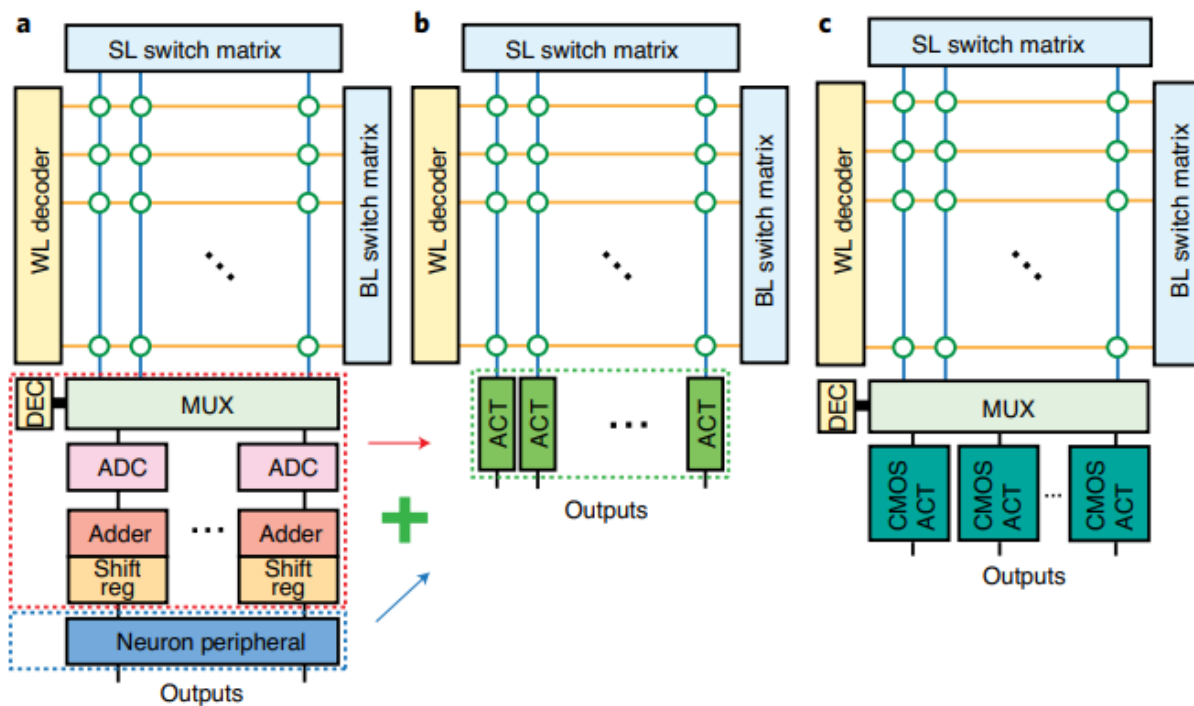 a
SL switch matrix
WL decoder
BL switch matrix
DEC
MUX
ADC
ADC
Adder
...
Adder
Shift
reg
Shift
reg
Neuron peripheral
Outputs
b
SL switch matrix
WL decoder
BL switch matrix
ACT
ACT
...
ACT
Outputs
c
SL switch matrix
WL decoder
BL switch matrix
DEC
MUX
CMOS
ACT
CMOS
ACT
...
CMOS
ACT
Outputs